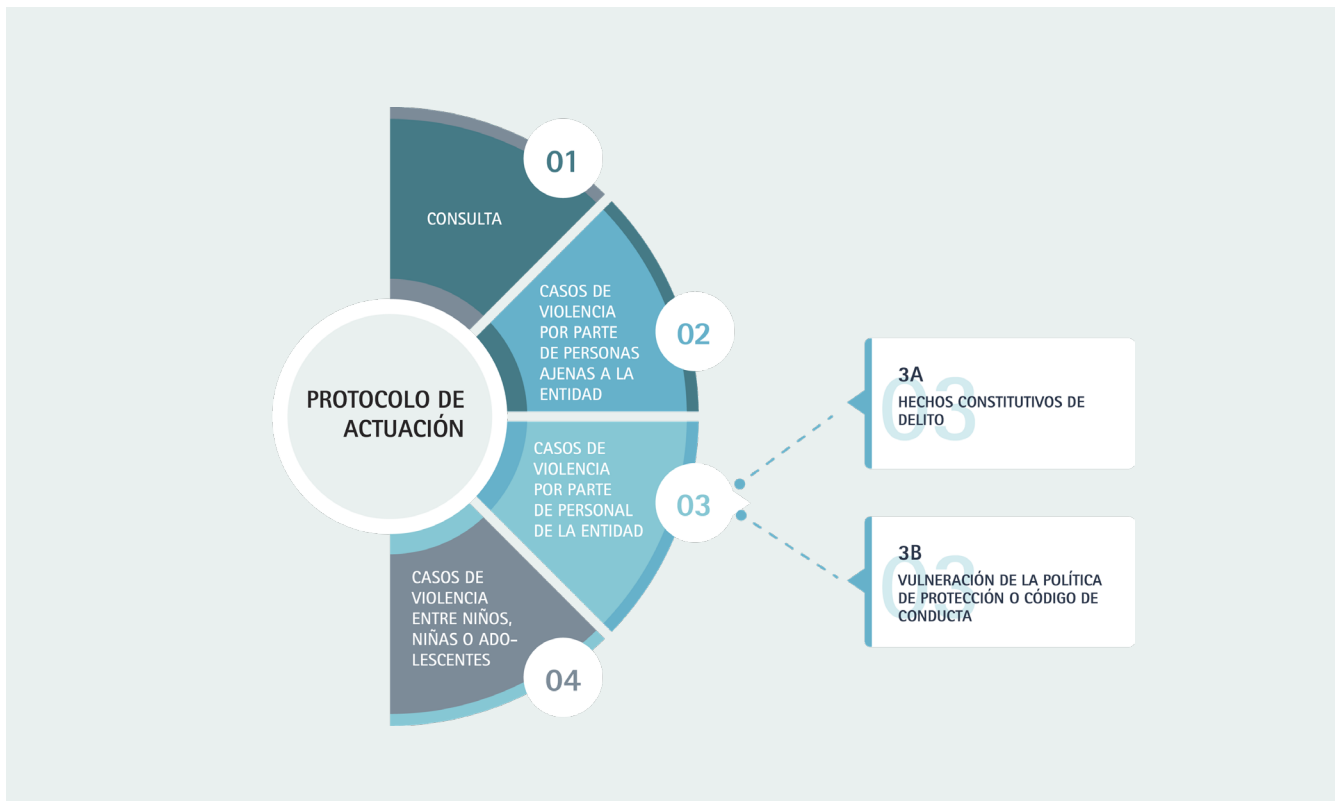 PROTOCOLO DE
ACTUACIÓN
01
CONSULTA
02
CASOS DE
VIOLENCIA
POR PARTE
DE PERSONAS
AJENAS A LA
ENTIDAD
03
CASOS DE
VIOLENCIA
POR PARTE
DE PERSONAL
DE LA ENTIDAD
04
CASOS DE
VIOLENCIA
ENTRE NIÑOS,
NIÑAS O ADO-
LESCENTES
03
3A
HECHOS CONSTITUTIVOS DE
DELITO
03
3B
VULNERACIÓN DE LA POLÍTICA
DE PROTECCIÓN O CÓDIGO DE
CONDUCTA